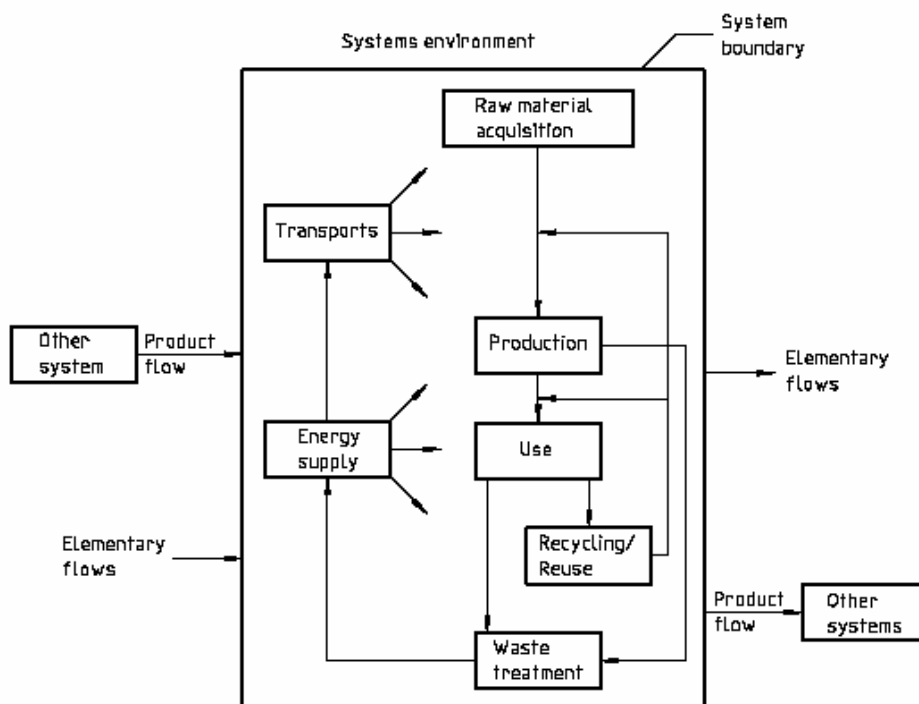 System
boundary
Systems environment
Raw material
acquisition
Transports
Other
system
Product
flow
Production
Elementary
flows
Energy
supply
Use
Elementary
flows
Recycling/
Reuse
Product
flow
Other
systems
Waste
treatment